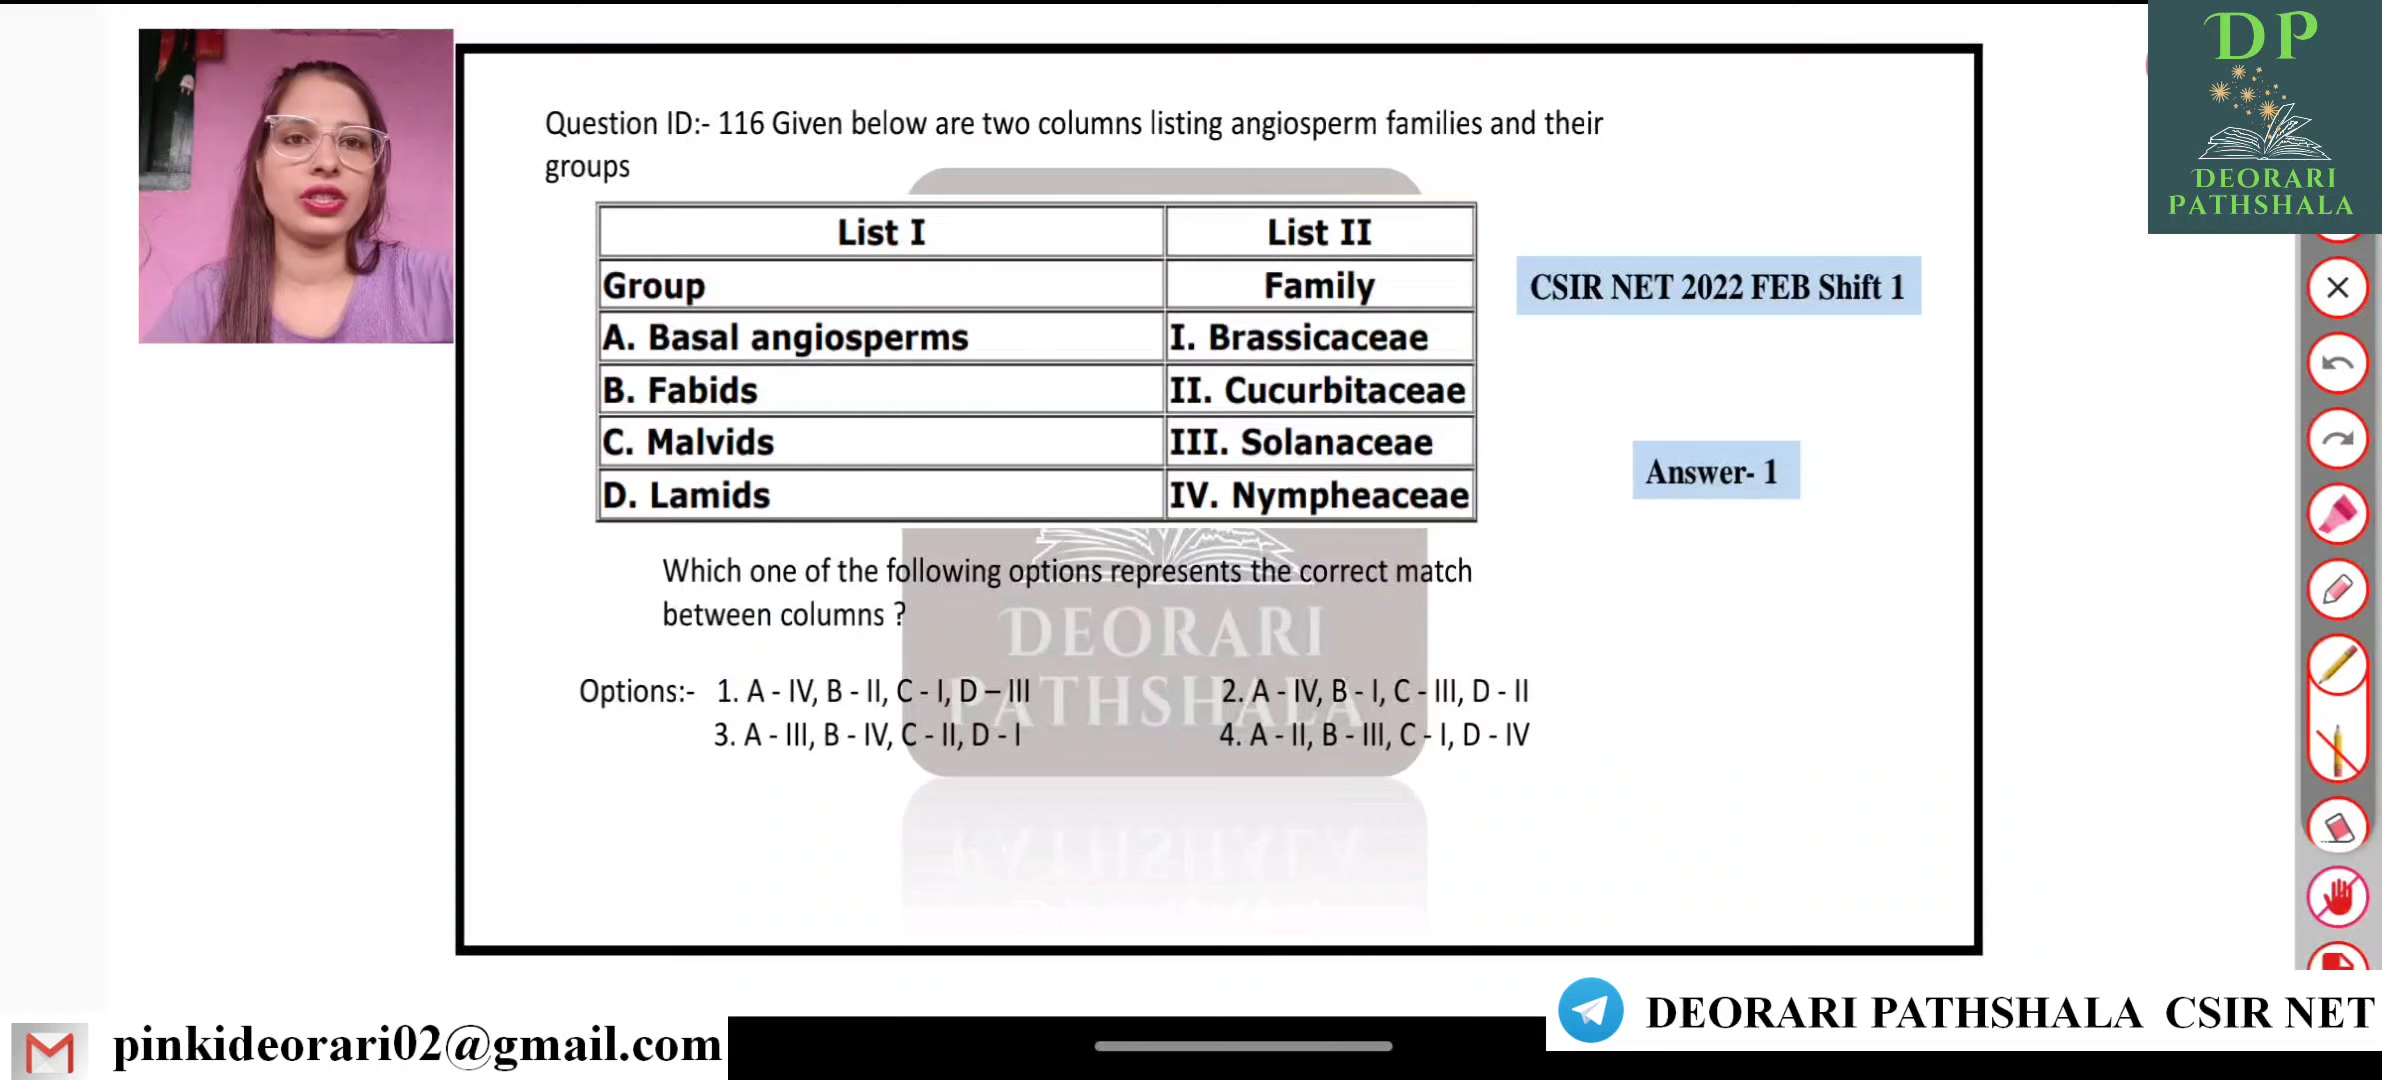 DP
DEORARI
PATHSHALA
Question ID:- 116 Given below are two columns listing angiosperm families and their
groups
List I List II
Group Family
A. Basal angiosperms I. Brassicaceae
B. Fabids II. Cucurbitaceae
C. Malvids III. Solanaceae
D. Lamids IV. Nympheaceae
CSIR NET 2022 FEB Shift 1
Answer- 1
Which one of the following options represents the correct match
between columns ?
DEORARI
PATHSHALA
Options:- 1. A - IV, B - II, C - I, D – III 2. A - IV, B - I, C - III, D - II
3. A - III, B - IV, C - II, D - I 4. A - II, B - III, C - I, D - IV
PATHSHALA
pinkideorari02@gmail.com
DEORARI PATHSHALA CSIR NET